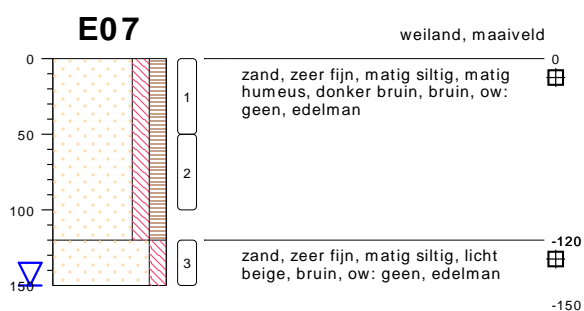 E07
weiland, maaiveld
0
0
zand, zeer fijn, matig siltig, matig
humeus, donker bruin, bruin, ow:
geen, edelman
1
50
2
100
-120
zand, zeer fijn, matig siltig, licht
beige, bruin, ow: geen, edelman
3
150
-150